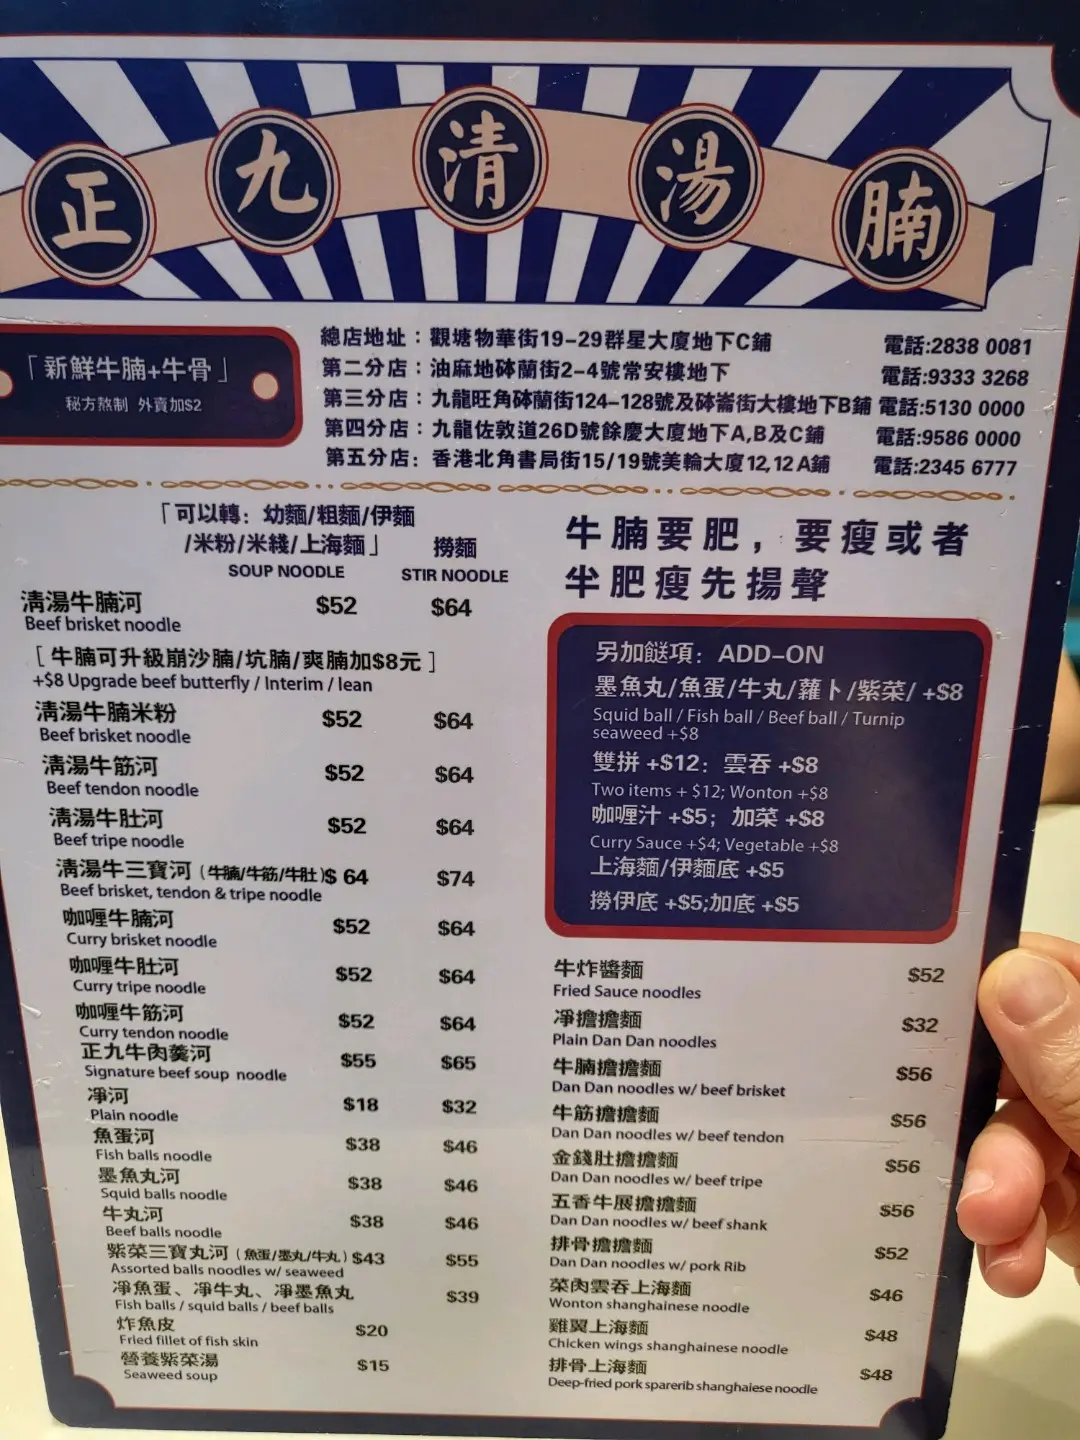 正九清湯腩
「新鮮牛腩+牛骨」
秘方熬制 外賣加$2
總店地址：觀塘物華街19-29群星大廈地下C鋪 電話:2838 0081
第二分店：油麻地砵蘭街2-4號常安樓地下 電話:9333 3268
第三分店：九龍旺角砵蘭街124-128號及砵崙街大樓地下B鋪 電話:5130 0000
第四分店：九龍佐敦道26D號餘慶大廈地下A,B及C鋪 電話:9586 0000
第五分店：香港北角書局街15/19號美輪大廈12,12A鋪 電話:2345 6777
「可以轉：幼麵/粗麵/伊麵
/米粉/米綫/上海麵」 撈麵
SOUP NOODLE STIR NOODLE
清湯牛腩河 $52 $64
Beef brisket noodle
[ 牛腩可升級崩沙腩/坑腩/爽腩加$8元 ]
+$8 Upgrade beef butterfly / Interim / lean
清湯牛腩米粉 $52 $64
Beef brisket noodle
清湯牛筋河 $52 $64
Beef tendon noodle
清湯牛肚河 $52 $64
Beef tripe noodle
清湯牛三寶河（牛腩/牛筋/牛肚）$ 64 $74
Beef brisket, tendon & tripe noodle
咖喱牛腩河 $52 $64
Curry brisket noodle
咖喱牛肚河 $52 $64
Curry tripe noodle
咖喱牛筋河 $52 $64
Curry tendon noodle
正九牛肉羹河 $55 $65
Signature beef soup noodle
凈河 $18 $32
Plain noodle
魚蛋河 $38 $46
Fish balls noodle
墨魚丸河 $38 $46
Squid balls noodle
牛丸河 $38 $46
Beef balls noodle
紫菜三寶丸河（魚蛋/墨丸/牛丸）$43 $55
Assorted balls noodles w/ seaweed
凈魚蛋、凈牛丸、凈墨魚丸 $39
Fish balls / squid balls / beef balls
炸魚皮 $20
Fried fillet of fish skin
營養紫菜湯 $15
Seaweed soup
牛腩要肥，要瘦或者
半肥瘦先揚聲
另加餸項：ADD-ON
墨魚丸/魚蛋/牛丸/蘿卜/紫菜/ +$8
Squid ball / Fish ball / Beef ball / Turnip
seaweed +$8
雙拼 +$12：雲吞 +$8
Two items + $12; Wonton +$8
咖喱汁 +$5；加菜 +$8
Curry Sauce +$4; Vegetable +$8
上海麵/伊麵底 +$5
撈伊底 +$5;加底 +$5
牛炸醬麵 $52
Fried Sauce noodles
凈擔擔麵 $32
Plain Dan Dan noodles
牛腩擔擔麵 $56
Dan Dan noodles w/ beef brisket
牛筋擔擔麵 $56
Dan Dan noodles w/ beef tendon
金錢肚擔擔麵 $56
Dan Dan noodles w/ beef tripe
五香牛展擔擔麵 $56
Dan Dan noodles w/ beef shank
排骨擔擔麵 $52
Dan Dan noodles w/ pork Rib
菜肉雲吞上海麵 $46
Wonton shanghainese noodle
雞翼上海麵 $48
Chicken wings shanghainese noodle
排骨上海麵 $48
Deep-fried pork sparerib shanghaiese noodle